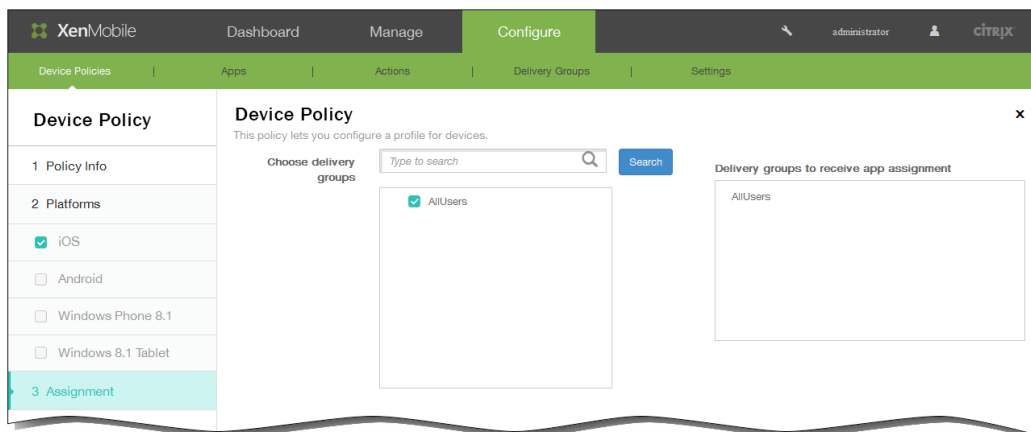 XenMobile Dashboard Manage Configure administrator CITRIX
Device Policies | Apps | Actions | Delivery Groups | Settings
Device Policy
1 Policy Info
2 Platforms
iOS
Android
Windows Phone 8.1
Windows 8.1 Tablet
3 Assignment
Device Policy x
This policy lets you configure a profile for devices.
Choose delivery
groups
Type to search
Search
AllUsers
Delivery groups to receive app assignment
AllUsers